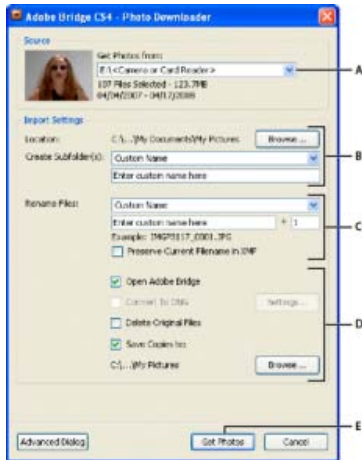 Adobe Bridge CS4 - Photo Downloader
Source
Get Photos from:
E:\<Camera or Card Reader>
A
107 Files Selected - 123.7MB
04/04/2007 - 04/17/2008
Import Settings
Location:
C:\...\My Documents\My Pictures
Browse ...
B
Create Subfolder(s):
Custom Name
Enter custom name here
Rename Files:
Custom Name
Enter custom name here
+ 1
C
Example: IMGP3117_0001.JPG
Preserve Current Filename in XMP
Open Adobe Bridge
Convert To DNG
Settings...
D
Delete Original Files
Save Copies to:
C:\...\My Pictures
Browse ...
E
Advanced Dialog
Get Photos
Cancel